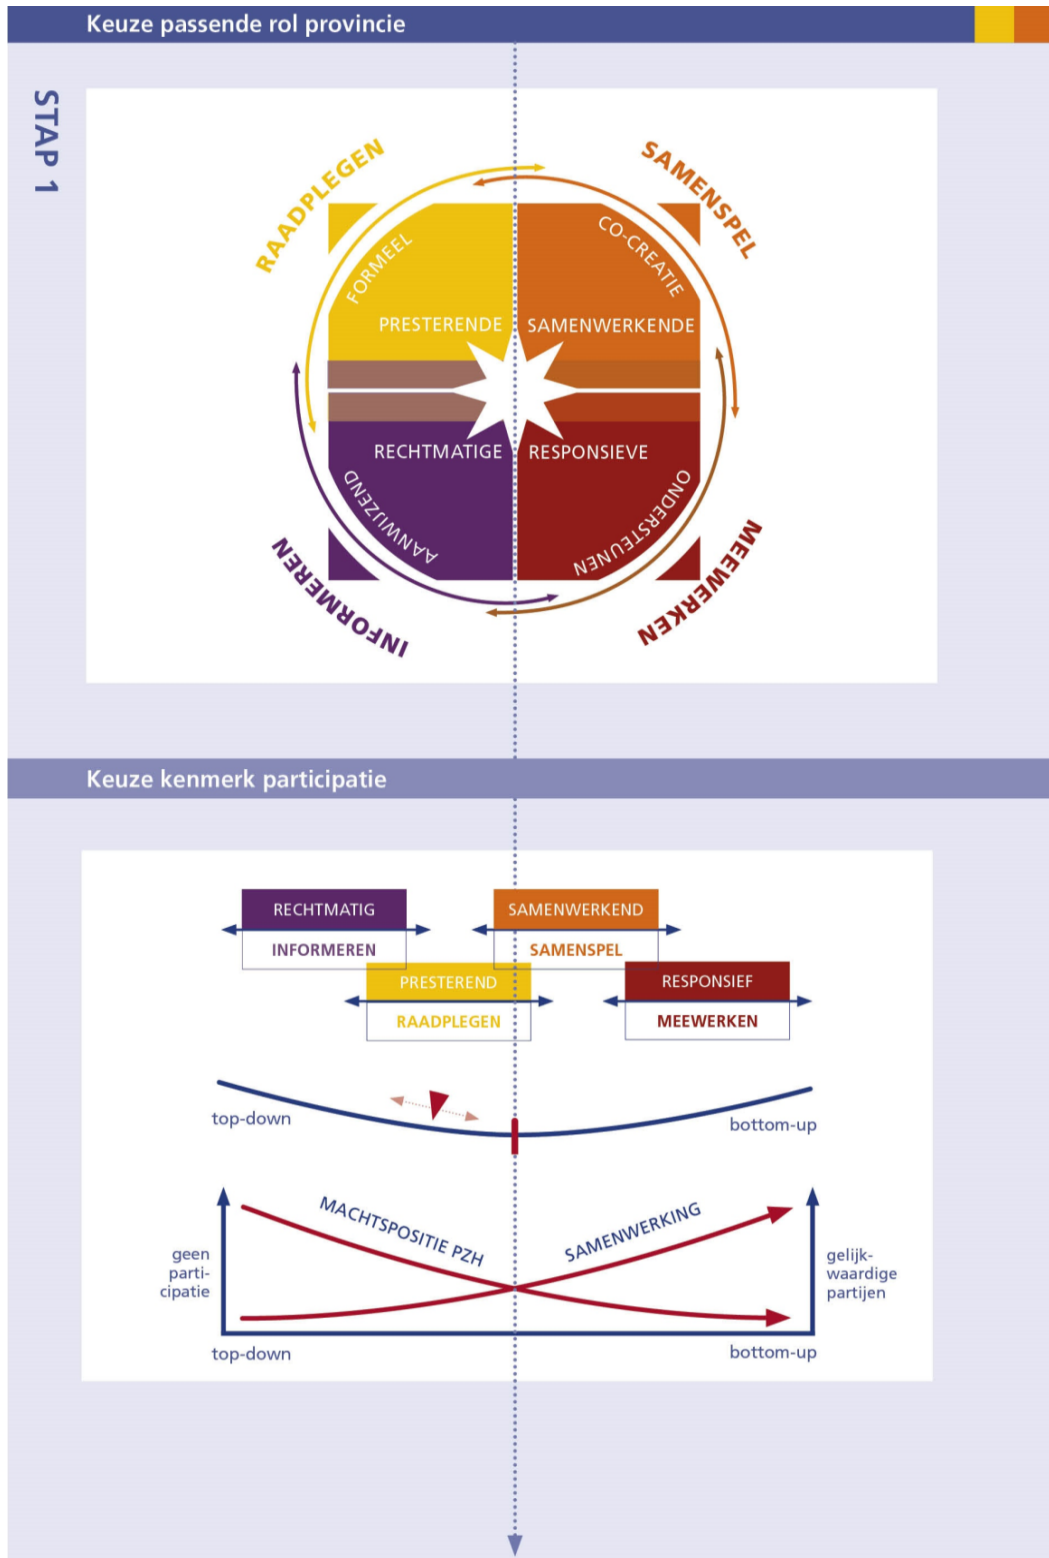 Keuze passende rol provincie
STAP 1
RAADPLEGEN
SAMENSPEL
FORMEEL
CO-CREATIE
PRESTERENDE
SAMENWERKENDE
RECHTMATIGE
RESPONSIEVE
AANWIJZEND
ONDERSTEUNEN
INFORMEREN
MEEWERKEN
Keuze kenmerk participatie
RECHTMATIG
SAMENWERKEND
INFORMEREN
SAMENSPEL
PRESTEREND
RESPONSIEF
RAADPLEGEN
MEEWERKEN
top-down
bottom-up
MACHTSPOSITIE PZH
SAMENWERKING
geen
parti-
cipatie
gelijk-
waardige
partijen
top-down
bottom-up